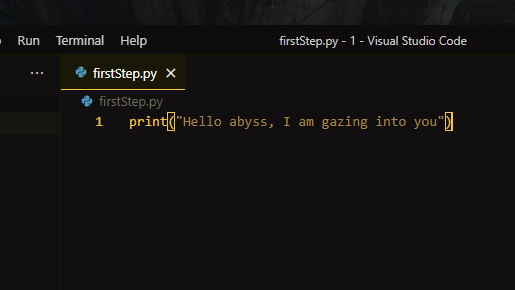 Run Terminal Help firstStep.py - 1 - Visual Studio Code
··· firstStep.py ×
firstStep.py
1 print("Hello abyss, I am gazing into you")